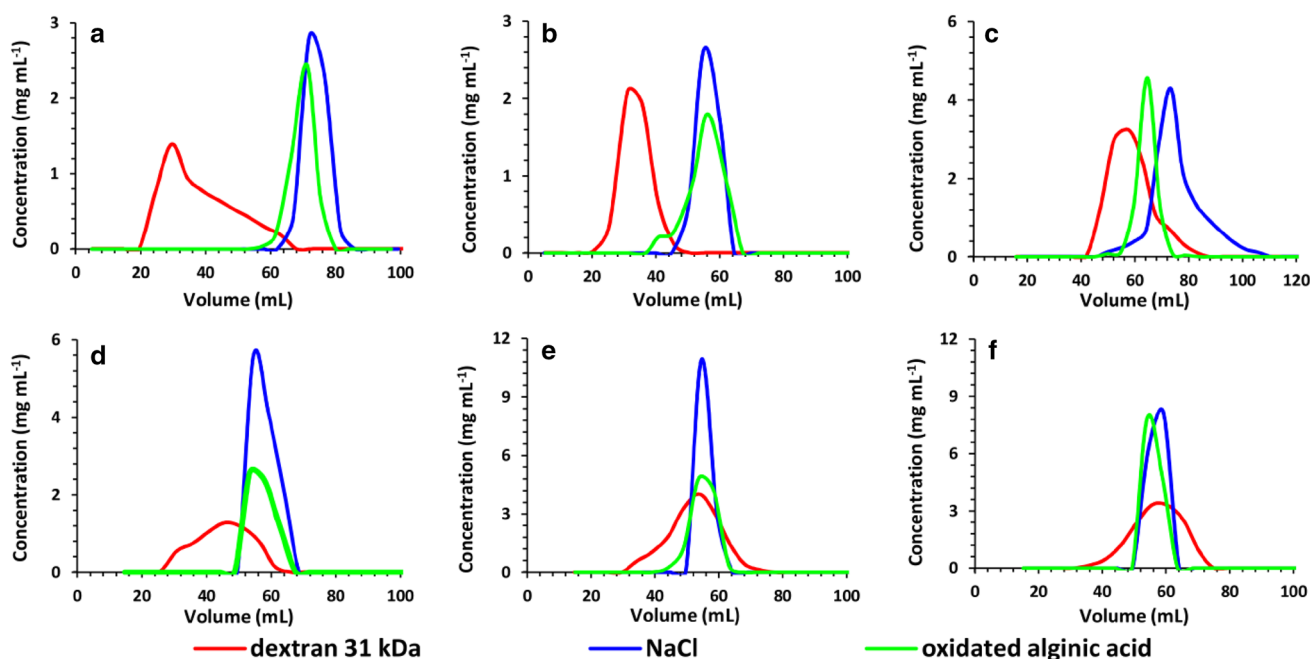 a
Concentration (mg mL-1)
3
2
1
0
0 20 40 60 80 100
Volume (mL)
b
Concentration (mg mL-1)
3
2
1
0
0 20 40 60 80 100
Volume (mL)
c
Concentration (mg mL-1)
6
4
2
0
0 20 40 60 80 100 120
Volume (mL)
d
Concentration (mg mL-1)
6
4
2
0
0 20 40 60 80 100
Volume (mL)
e
Concentration (mg mL-1)
12
9
6
3
0
0 20 40 60 80 100
Volume (mL)
f
Concentration (mg mL-1)
12
9
6
3
0
0 20 40 60 80 100
Volume (mL)
dextran 31 kDa NaCl oxidated alginic acid